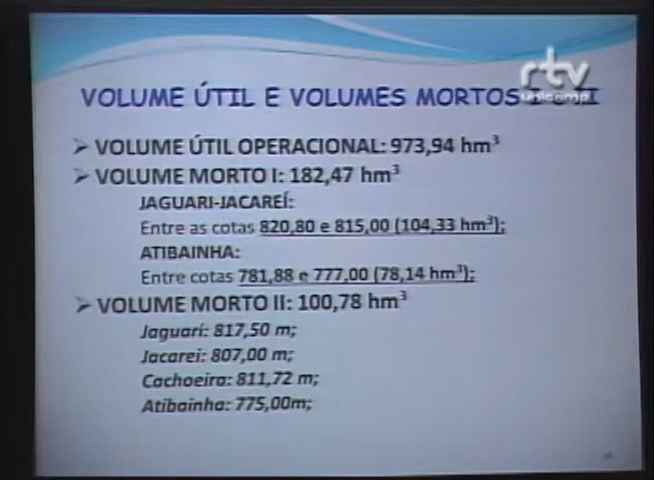 rtv
unicamp
VOLUME ÚTIL E VOLUMES MORTOS I E II
➢ VOLUME ÚTIL OPERACIONAL: 973,94 hm³
➢ VOLUME MORTO I: 182,47 hm³
JAGUARI-JACAREÍ:
Entre as cotas 820,80 e 815,00 (104,33 hm³);
ATIBAINHA:
Entre cotas 781,88 e 777,00 (78,14 hm³);
➢ VOLUME MORTO II: 100,78 hm³
Jaguari: 817,50 m;
Jacarei: 807,00 m;
Cachoeira: 811,72 m;
Atibainha: 775,00m;